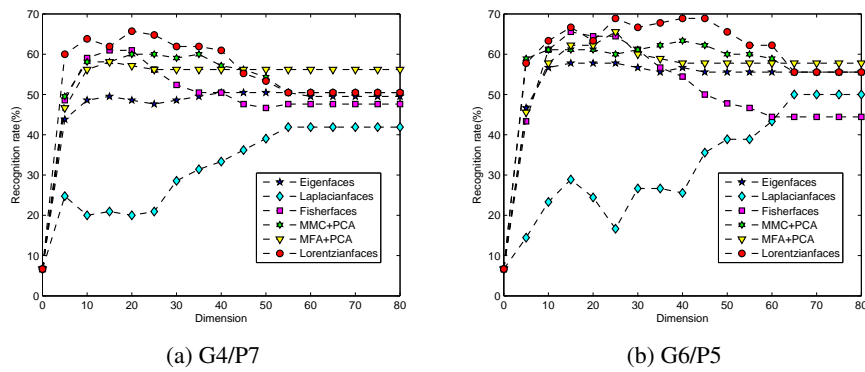 70
60
50
40
30
20
10
0
0 10 20 30 40 50 60 70 80
Recognition rate(%)
Dimension
Eigenfaces
Laplacianfaces
Fisherfaces
MMC+PCA
MFA+PCA
Lorentzianfaces
(a) G4/P7
70
60
50
40
30
20
10
0
0 10 20 30 40 50 60 70 80
Recognition rate(%)
Dimension
Eigenfaces
Laplacianfaces
Fisherfaces
MMC+PCA
MFA+PCA
Lorentzianfaces
(b) G6/P5